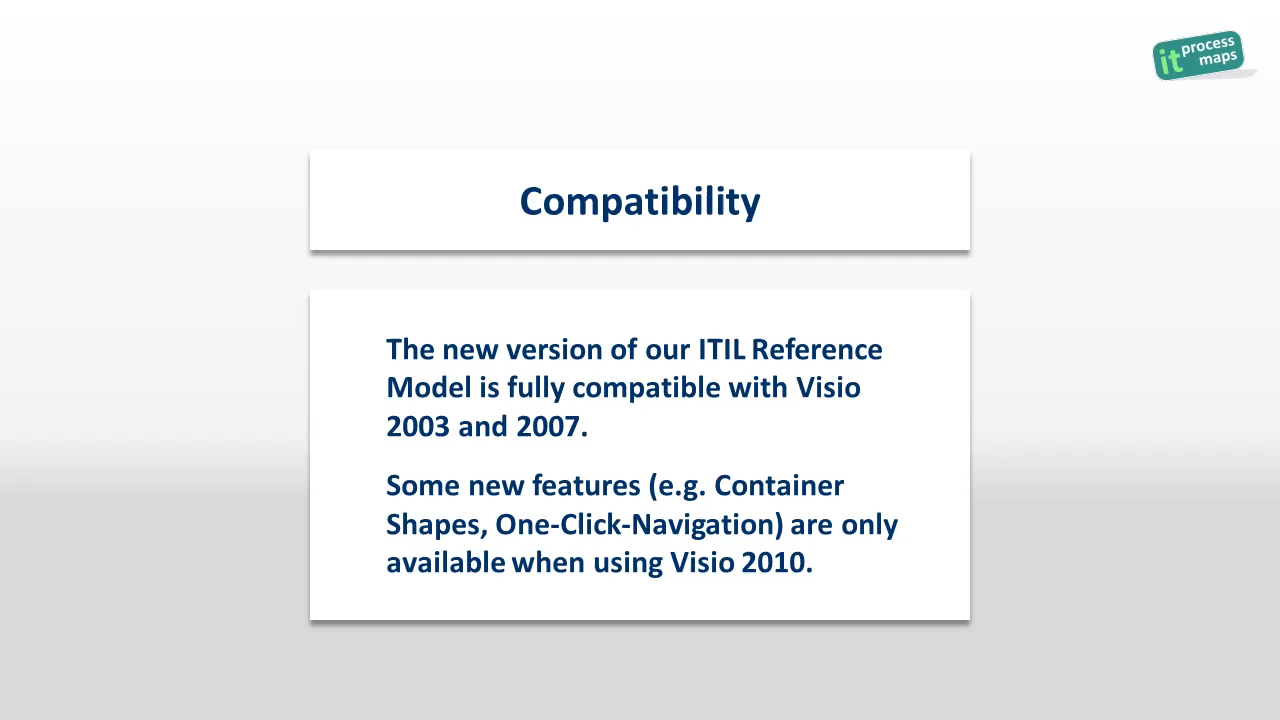 it process
maps
Compatibility
The new version of our ITIL Reference
Model is fully compatible with Visio
2003 and 2007.
Some new features (e.g. Container
Shapes, One-Click-Navigation) are only
available when using Visio 2010.